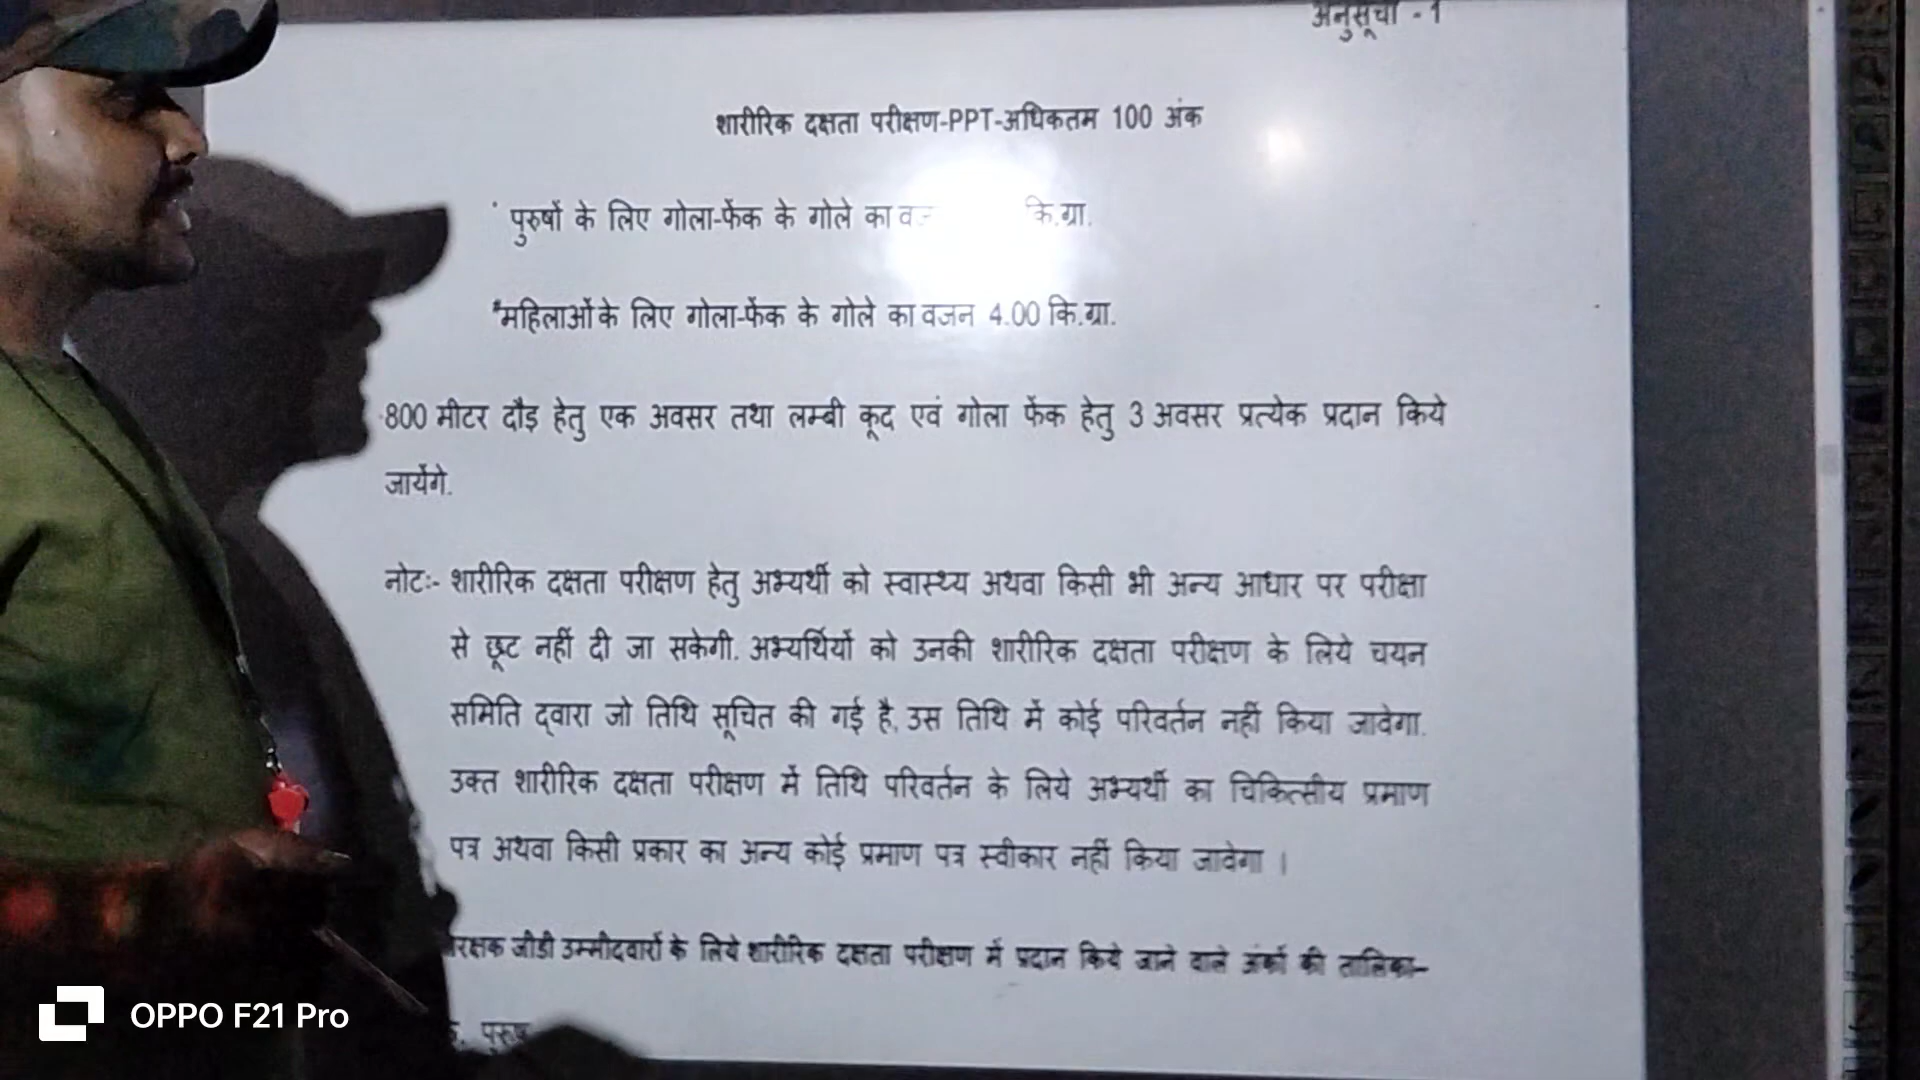 अनुसूची - 1
शारीरिक दक्षता परीक्षण-PPT-अधिकतम 100 अंक
पुरुषों के लिए गोला-फेंक के गोले का कि.ग्रा.
*महिलाओं के लिए गोला-फेंक के गोले का वजन 4.00 कि.ग्रा.
800 मीटर दौड़ हेतु एक अवसर तथा लम्बी कूद एवं गोला फेंक हेतु 3 अवसर प्रत्येक प्रदान किये
जायेंगे.
नोटः- शारीरिक दक्षता परीक्षण हेतु अभ्यर्थी को स्वास्थ्य अथवा किसी भी अन्य आधार पर परीक्षा
से छूट नहीं दी जा सकेगी. अभ्यर्थियों को उनकी शारीरिक दक्षता परीक्षण के लिये चयन
समिति द्वारा जो तिथि सूचित की गई है, उस तिथि में कोई परिवर्तन नहीं किया जावेगा.
उक्त शारीरिक दक्षता परीक्षण में तिथि परिवर्तन के लिये अभ्यर्थी का चिकित्सीय प्रमाण
पत्र अथवा किसी प्रकार का अन्य कोई प्रमाण पत्र स्वीकार नहीं किया जावेगा ।
जीडी उम्मीदवारों के लिये शारीरिक दक्षता परीक्षण में प्रदान किये जाने वाले अंकों की तालिका-
पुरुष
OPPO F21 Pro